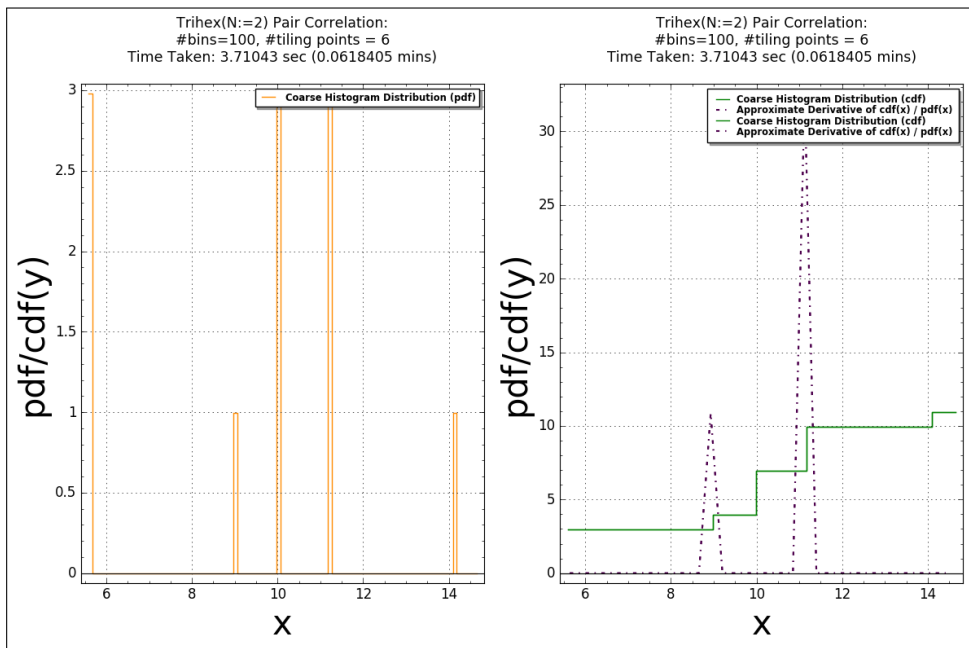 Trihex(N:=2) Pair Correlation:
#bins=100, #tiling points = 6
Time Taken: 3.71043 sec (0.0618405 mins)
Coarse Histogram Distribution (pdf)
3
2.5
2
1.5
1
0.5
0
pdf/cdf(y)
6
8
10
12
14
x
Trihex(N:=2) Pair Correlation:
#bins=100, #tiling points = 6
Time Taken: 3.71043 sec (0.0618405 mins)
Coarse Histogram Distribution (cdf)
Approximate Derivative of cdf(x) / pdf(x)
Coarse Histogram Distribution (cdf)
Approximate Derivative of cdf(x) / pdf(x)
30
25
20
15
10
5
0
pdf/cdf(y)
6
8
10
12
14
x